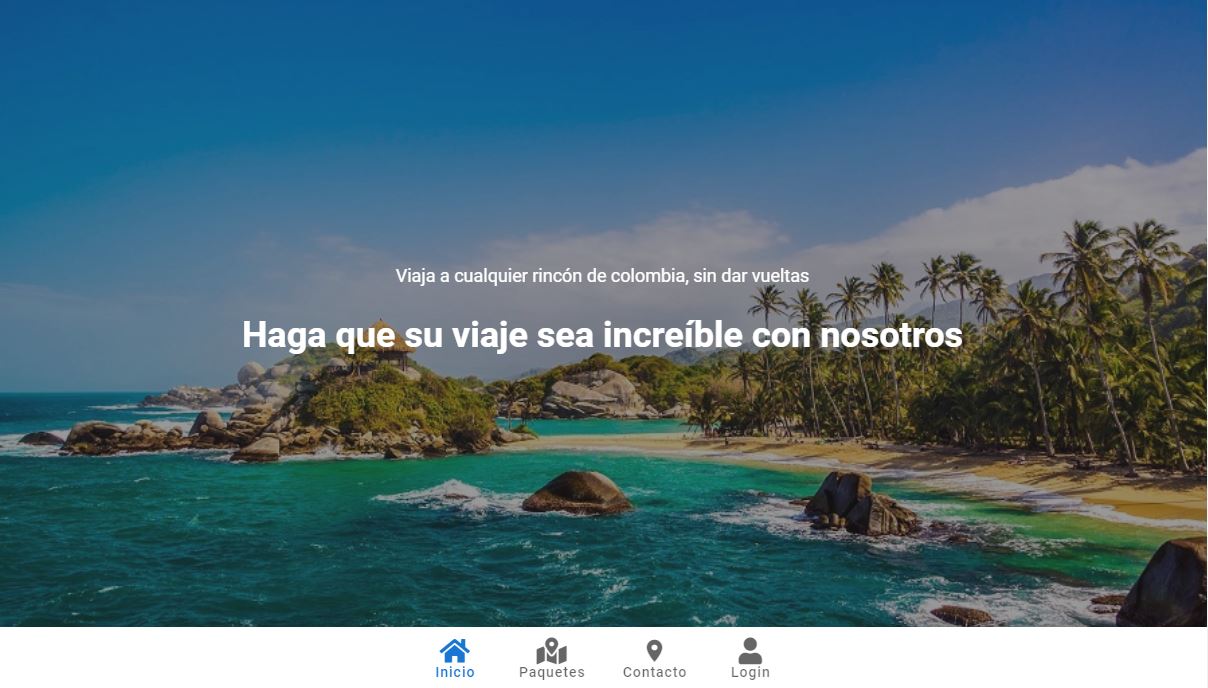 Viaja a cualquier rincón de colombia, sin dar vueltas
Haga que su viaje sea increíble con nosotros
Inicio Paquetes Contacto Login